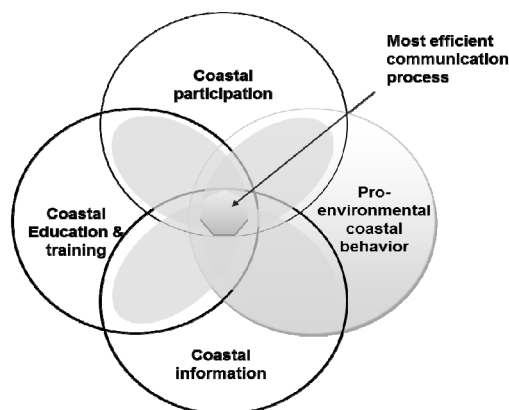 Most efficient
communication
process
Coastal
participation
Coastal
Education &
training
Pro-
environmental
coastal
behavior
Coastal
information